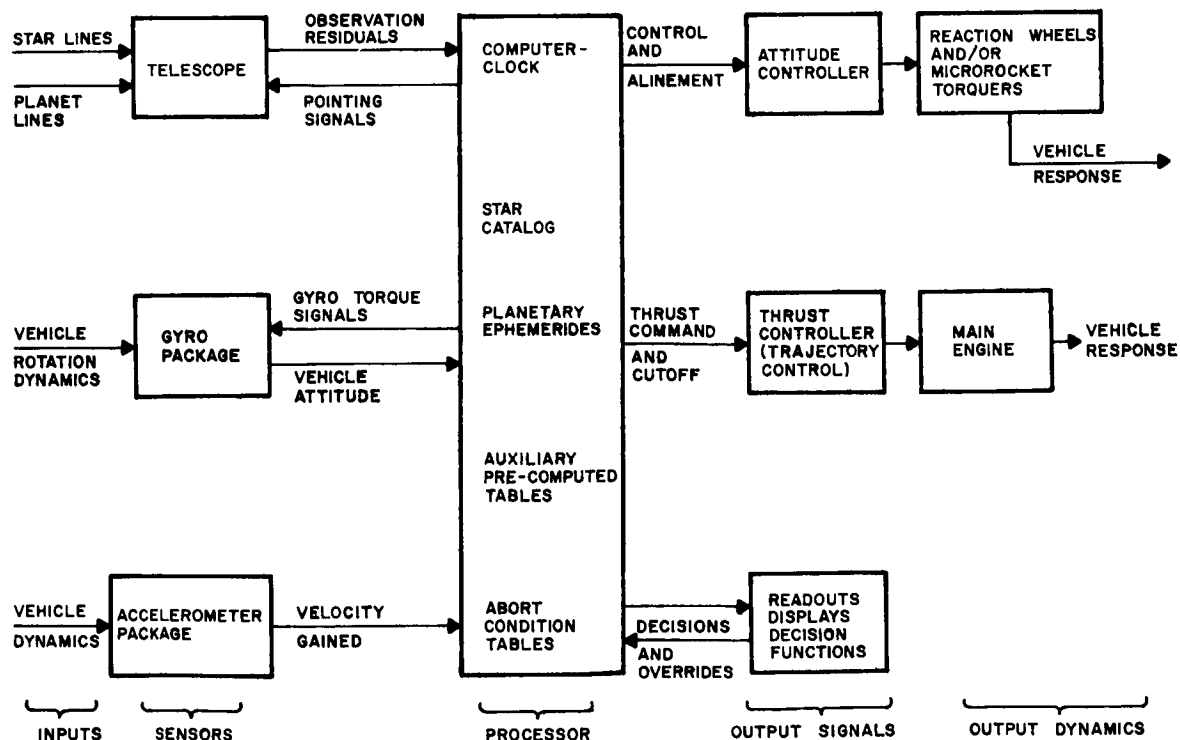 STAR LINES
PLANET
LINES
TELESCOPE
OBSERVATION
RESIDUALS
POINTING
SIGNALS
COMPUTER-
CLOCK
STAR
CATALOG
PLANETARY
EPHEMERIDES
AUXILIARY
PRE-COMPUTED
TABLES
ABORT
CONDITION
TABLES
CONTROL
AND
ALINEMENT
ATTITUDE
CONTROLLER
REACTION WHEELS
AND/OR
MICROROCKET
TORQUERS
VEHICLE
RESPONSE
VEHICLE
ROTATION
DYNAMICS
GYRO
PACKAGE
GYRO TORQUE
SIGNALS
VEHICLE
ATTITUDE
THRUST
COMMAND
AND
CUTOFF
THRUST
CONTROLLER
(TRAJECTORY
CONTROL)
MAIN
ENGINE
VEHICLE
RESPONSE
VEHICLE
DYNAMICS
ACCELEROMETER
PACKAGE
VELOCITY
GAINED
DECISIONS
AND
OVERRIDES
READOUTS
DISPLAYS
DECISION
FUNCTIONS
INPUTS
SENSORS
PROCESSOR
OUTPUT SIGNALS
OUTPUT DYNAMICS